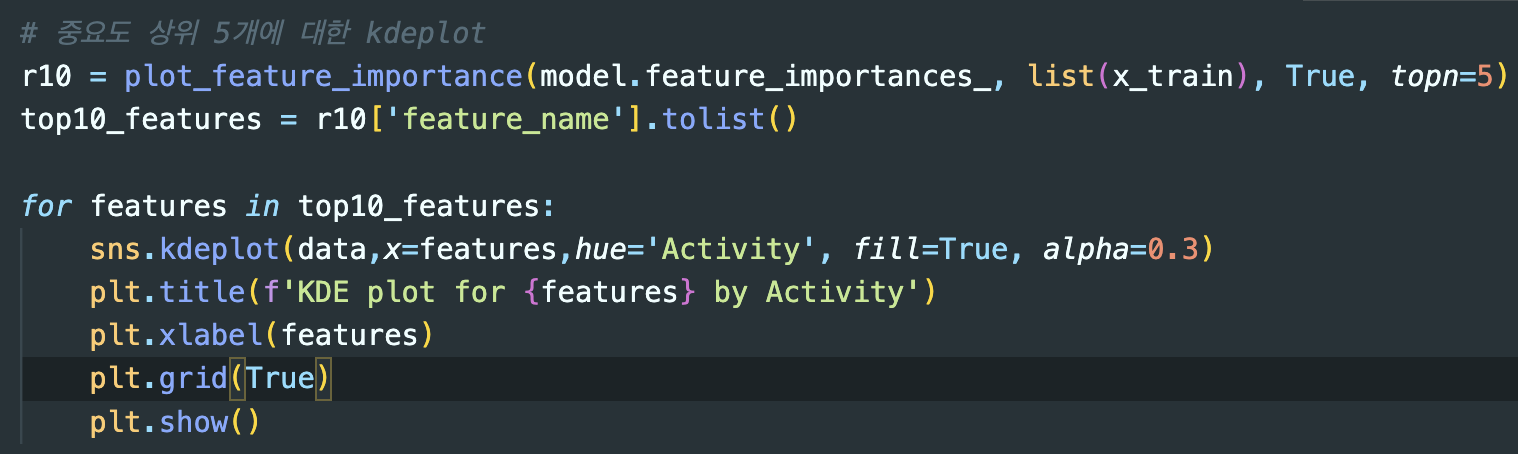 # 중요도 상위 5개에 대한 kdeplot
r10 = plot_feature_importance(model.feature_importances_, list(x_train), True, topn=5)
top10_features = r10['feature_name'].tolist()
for features in top10_features:
    sns.kdeplot(data,x=features,hue='Activity', fill=True, alpha=0.3)
    plt.title(f'KDE plot for {features} by Activity')
    plt.xlabel(features)
    plt.grid(True)
    plt.show()